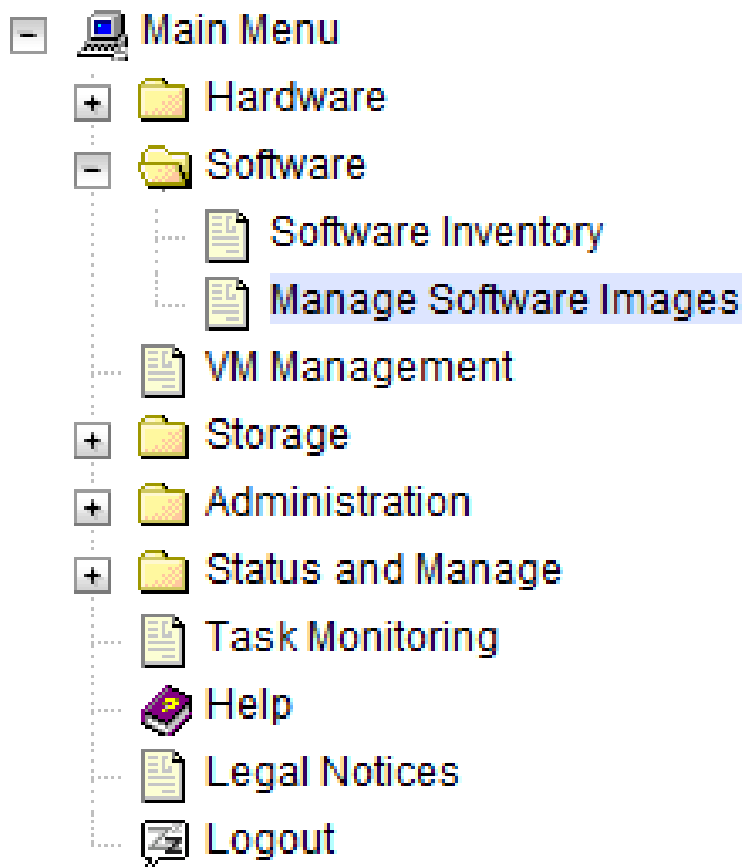 Main Menu
Hardware
Software
Software Inventory
Manage Software Images
VM Management
Storage
Administration
Status and Manage
Task Monitoring
Help
Legal Notices
Logout